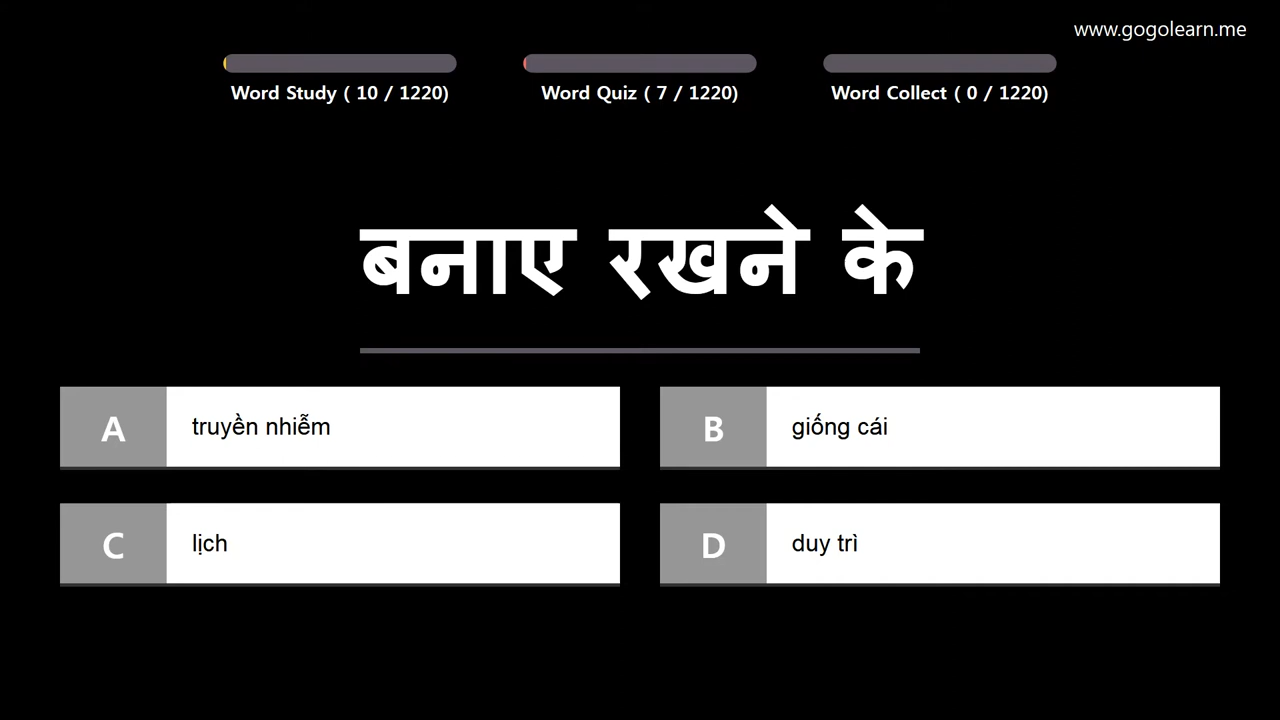 www.gogolearn.me
Word Study ( 10 / 1220)
Word Quiz ( 7 / 1220)
Word Collect ( 0 / 1220)
बनाए रखने के
A truyền nhiễm
B giống cái
C lịch
D duy trì